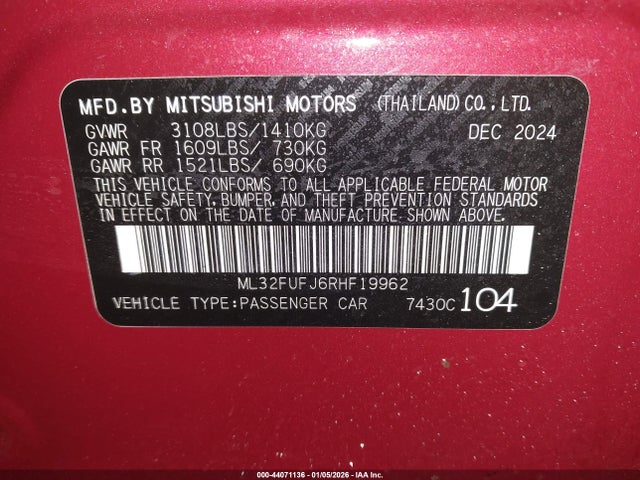 MFD.BY MITSUBISHI MOTORS (THAILAND)CO.,LTD.
GVWR 3108LBS/1410KG DEC 2024
GAWR FR 1609LBS/ 730KG
GAWR RR 1521LBS/ 690KG
THIS VEHICLE CONFORMS TO ALL APPLICABLE FEDERAL MOTOR
VEHICLE SAFETY, BUMPER, AND THEFT PREVENTION STANDARDS
IN EFFECT ON THE DATE OF MANUFACTURE SHOWN ABOVE.
ML32FUFJ6RHF19962
VEHICLE TYPE:PASSENGER CAR 7430C 104
000-44071136 - 01/05/2026 - IAA Inc.